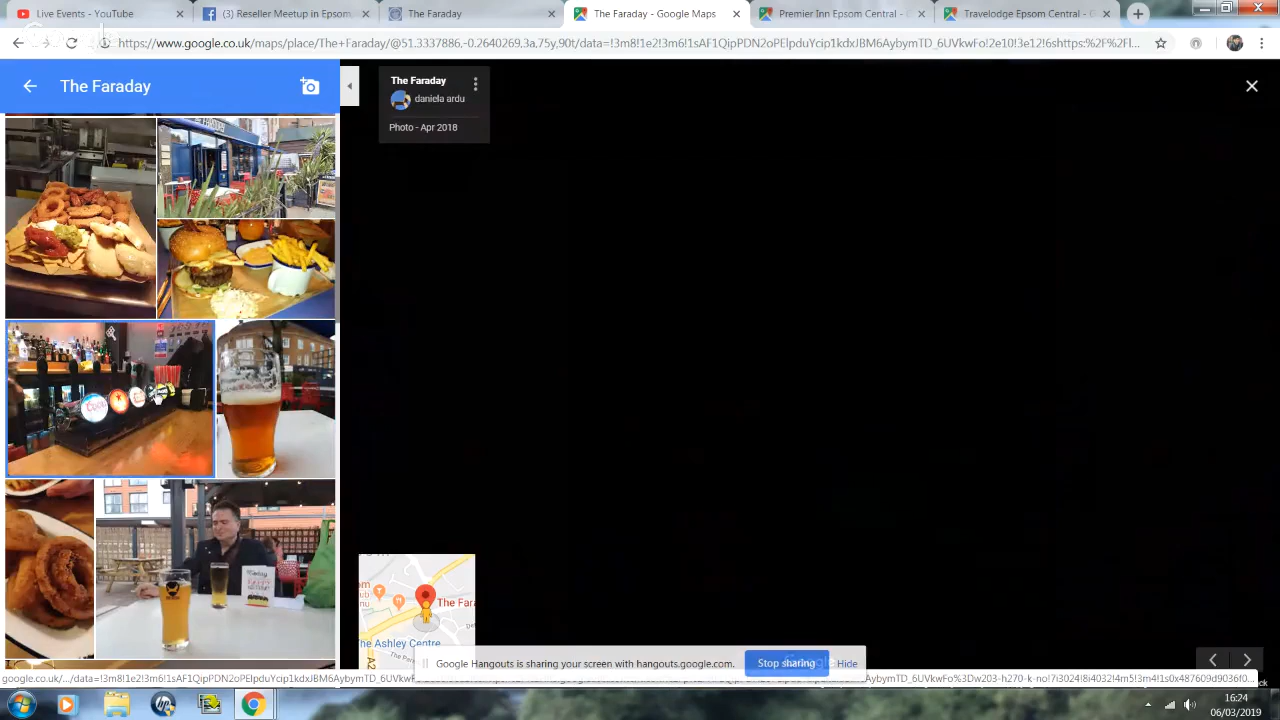 Live Events - YouTube
Reseller Meetup in Epsom
The Faraday
The Faraday - Google Maps
Premier Inn Epsom Central -
Travelodge Epsom Central - G
https://www.google.co.uk/maps/place/The+Faraday/@51.3337886,-0.2640269,3a,75y,90t/data=!3m8!1e2!3m6!1sAF1QipPDN2oPElpduYcip1kdxJBM6AybymTD_6UVkwFo!2e10!3e12!6shttps:%2F%2Fl...
The Faraday
The Faraday
daniela ardu
Photo - Apr 2018
The Fara
The Ashley Centre
A2
Google Hangouts is sharing your screen with hangouts.google.com.
Stop sharing
Hide
16:24
06/03/2019